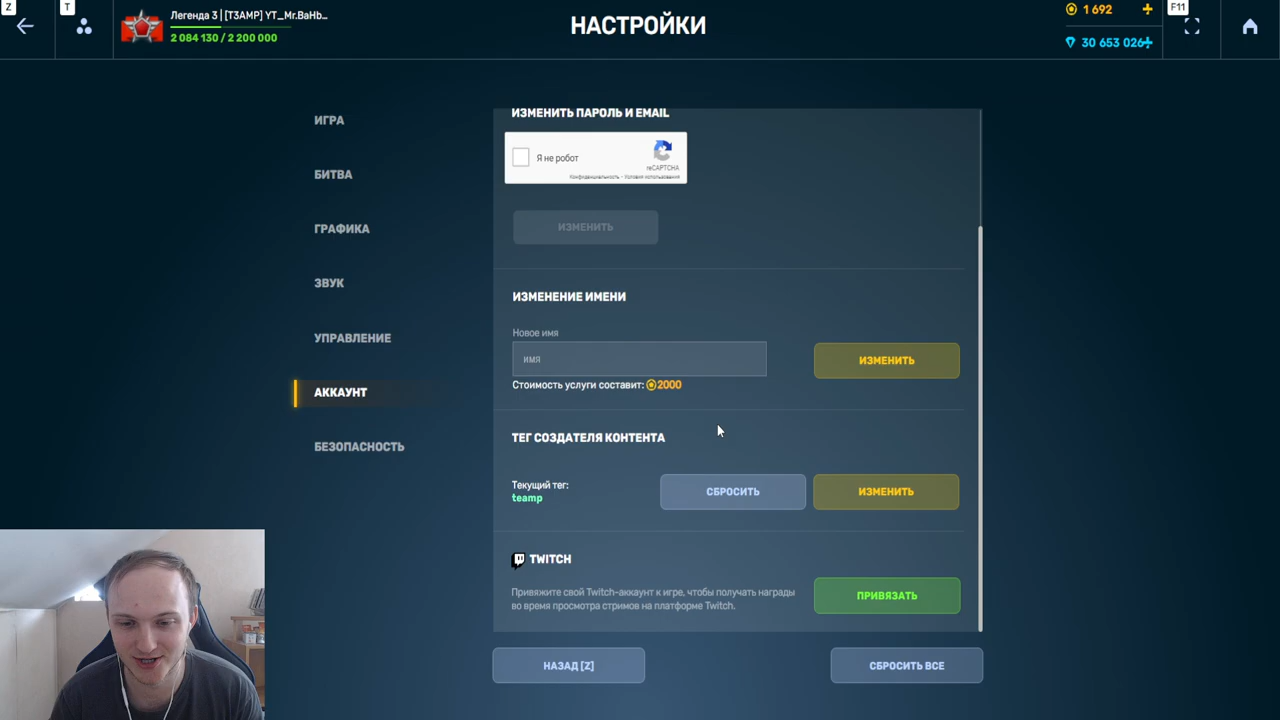 Z
T
Легенда 3 | [T3AMP] YT_Mr.BaHb...
2 084 130 / 2 200 000
НАСТРОЙКИ
1 692
30 653 026
F11
ИГРА
БИТВА
ГРАФИКА
ЗВУК
УПРАВЛЕНИЕ
АККАУНТ
БЕЗОПАСНОСТЬ
ИЗМЕНИТЬ ПАРОЛЬ И EMAIL
Я не робот
reCAPTCHA
Конфиденциальность - Условия использования
ИЗМЕНИТЬ
ИЗМЕНЕНИЕ ИМЕНИ
Новое имя
имя
ИЗМЕНИТЬ
Стоимость услуги составит: 2000
ТЕГ СОЗДАТЕЛЯ КОНТЕНТА
Текущий тег:
teamp
СБРОСИТЬ
ИЗМЕНИТЬ
TWITCH
Привяжите свой Twitch-аккаунт к игре, чтобы получать награды
во время просмотра стримов на платформе Twitch.
ПРИВЯЗАТЬ
НАЗАД [Z]
СБРОСИТЬ ВСЕ